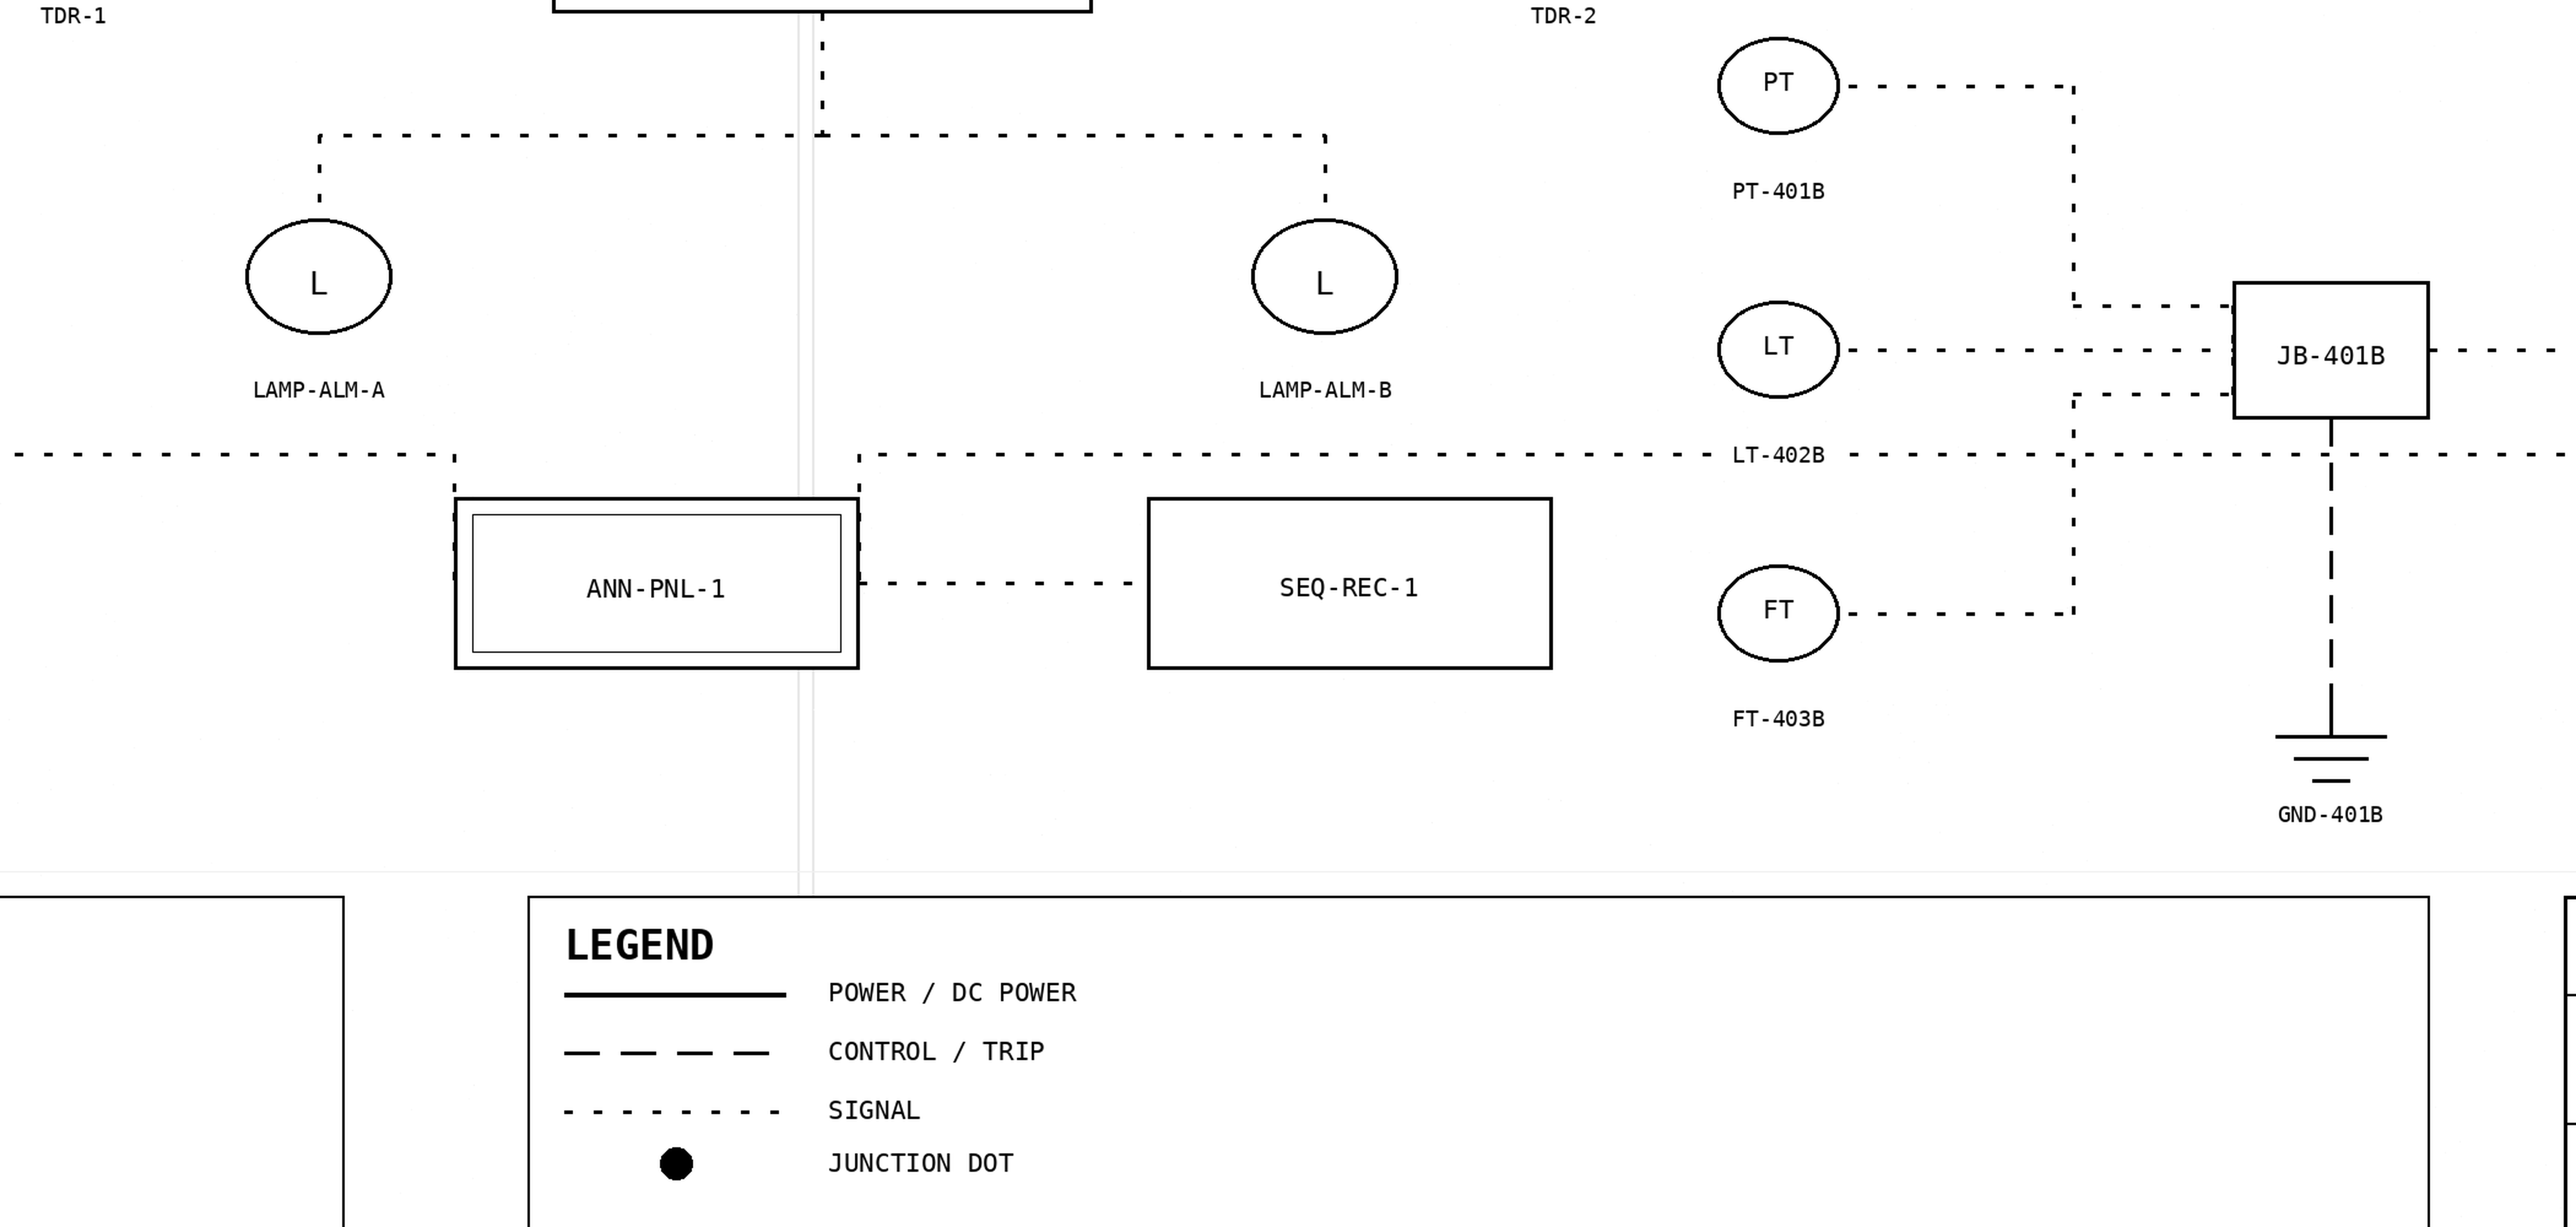 TDR-1
TDR-2
PT
PT-401B
L
L
LT
JB-401B
LAMP-ALM-A
LAMP-ALM-B
LT-402B
ANN-PNL-1
SEQ-REC-1
FT
FT-403B
GND-401B
LEGEND
POWER / DC POWER
CONTROL / TRIP
SIGNAL
JUNCTION DOT